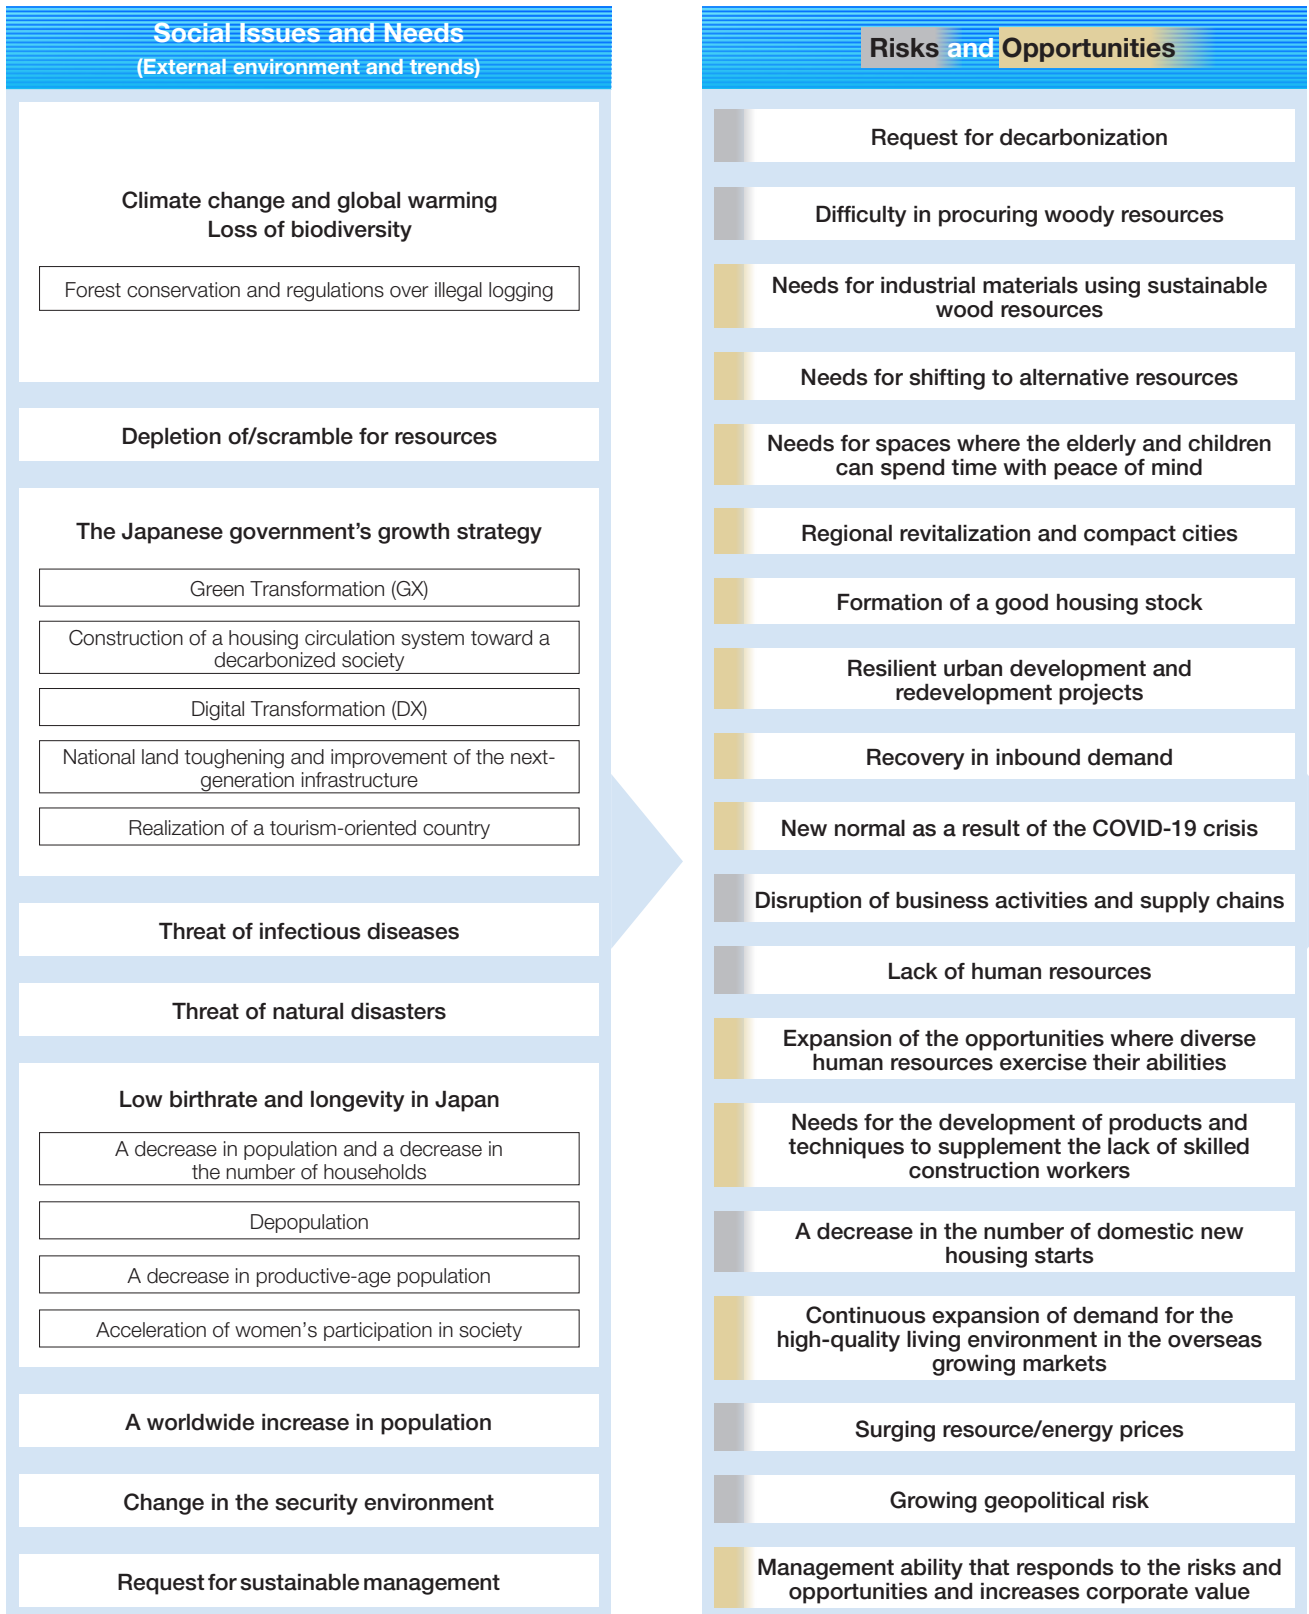 Social Issues and Needs
(External environment and trends)
Climate change and global warming
Loss of biodiversity
Forest conservation and regulations over illegal logging
Depletion of/scramble for resources
The Japanese government's growth strategy
Green Transformation (GX)
Construction of a housing circulation system toward a
decarbonized society
Digital Transformation (DX)
National land toughening and improvement of the next-
generation infrastructure
Realization of a tourism-oriented country
Threat of infectious diseases
Threat of natural disasters
Low birthrate and longevity in Japan
A decrease in population and a decrease in
the number of households
Depopulation
A decrease in productive-age population
Acceleration of women's participation in society
A worldwide increase in population
Change in the security environment
Request for sustainable management
Risks and Opportunities
Request for decarbonization
Difficulty in procuring woody resources
Needs for industrial materials using sustainable
wood resources
Needs for shifting to alternative resources
Needs for spaces where the elderly and children
can spend time with peace of mind
Regional revitalization and compact cities
Formation of a good housing stock
Resilient urban development and
redevelopment projects
Recovery in inbound demand
New normal as a result of the COVID-19 crisis
Disruption of business activities and supply chains
Lack of human resources
Expansion of the opportunities where diverse
human resources exercise their abilities
Needs for the development of products and
techniques to supplement the lack of skilled
construction workers
A decrease in the number of domestic new
housing starts
Continuous expansion of demand for the
high-quality living environment in the overseas
growing markets
Surging resource/energy prices
Growing geopolitical risk
Management ability that responds to the risks and
opportunities and increases corporate value